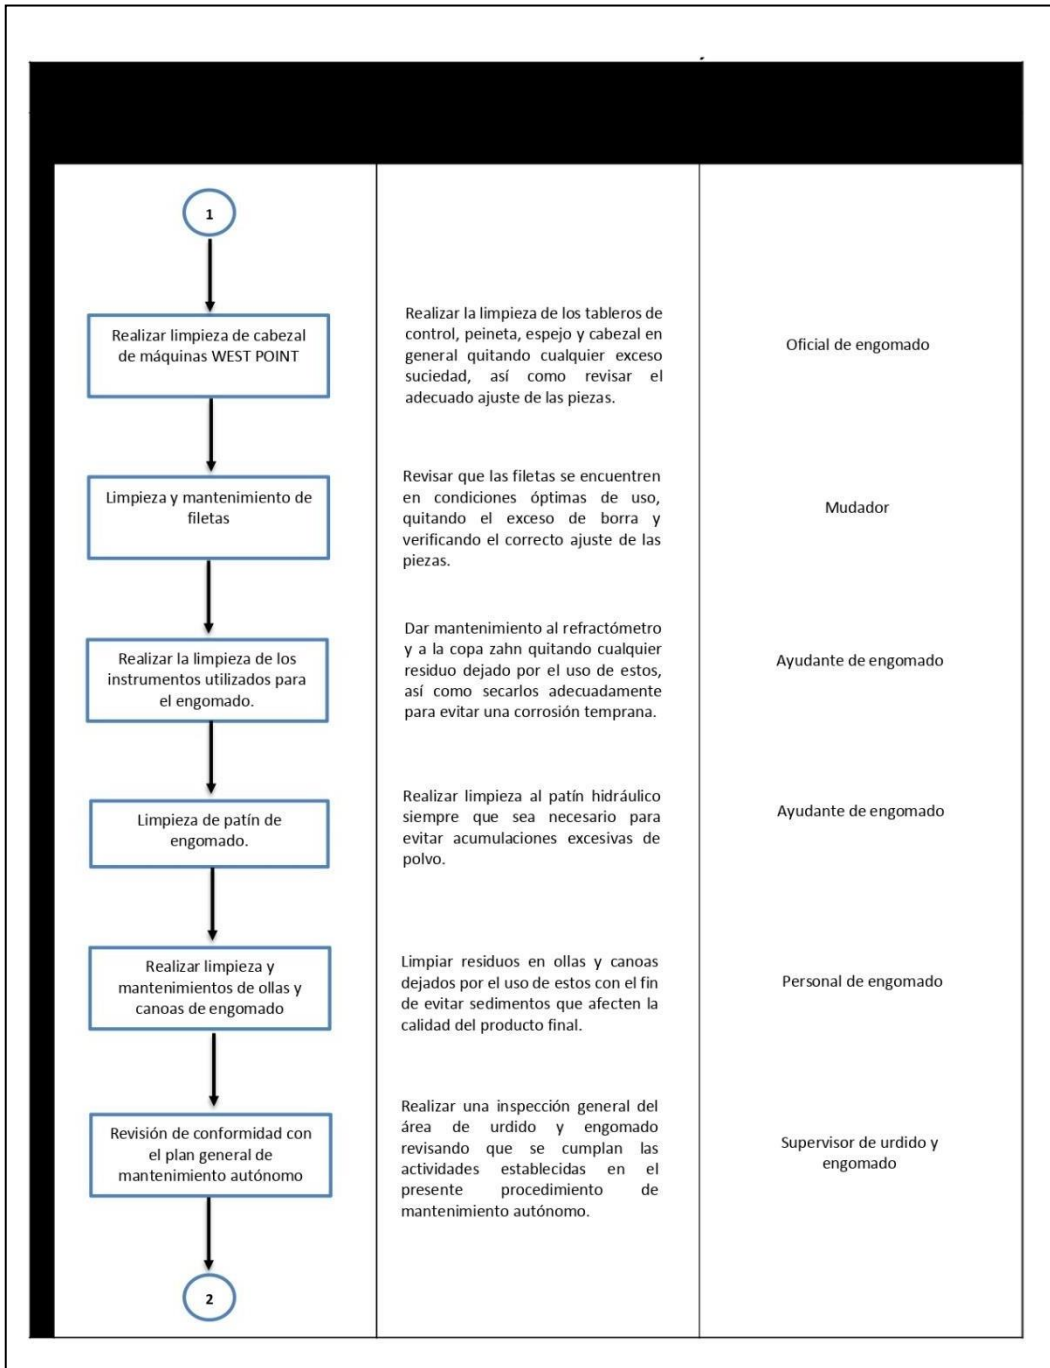 1
Realizar limpieza de cabezal
de máquinas WEST POINT
Realizar la limpieza de los tableros de
control, peineta, espejo y cabezal en
general quitando cualquier exceso
suciedad, así como revisar el
adecuado ajuste de las piezas.
Oficial de engomado
Limpieza y mantenimiento de
filetas
Revisar que las filetas se encuentren
en condiciones óptimas de uso,
quitando el exceso de borra y
verificando el correcto ajuste de las
piezas.
Mudador
Realizar la limpieza de los
instrumentos utilizados para
el engomado.
Dar mantenimiento al refractómetro
y a la copa zahn quitando cualquier
residuo dejado por el uso de estos,
así como secarlos adecuadamente
para evitar una corrosión temprana.
Ayudante de engomado
Limpieza de patín de
engomado.
Realizar limpieza al patín hidráulico
siempre que sea necesario para
evitar acumulaciones excesivas de
polvo.
Ayudante de engomado
Realizar limpieza y
mantenimientos de ollas y
canoas de engomado
Limpiar residuos en ollas y canoas
dejados por el uso de estos con el fin
de evitar sedimentos que afecten la
calidad del producto final.
Personal de engomado
Revisión de conformidad con
el plan general de
mantenimiento autónomo
Realizar una inspección general del
área de urdido y engomado
revisando que se cumplan las
actividades establecidas en el
presente procedimiento de
mantenimiento autónomo.
Supervisor de urdido y
engomado
2